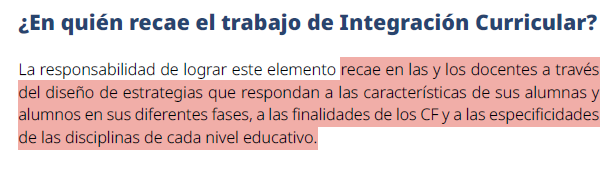 ¿En quién recae el trabajo de Integración Curricular?
La responsabilidad de lograr este elemento recae en las y los docentes a través
del diseño de estrategias que respondan a las características de sus alumnas y
alumnos en sus diferentes fases, a las finalidades de los CF y a las especificidades
de las disciplinas de cada nivel educativo.